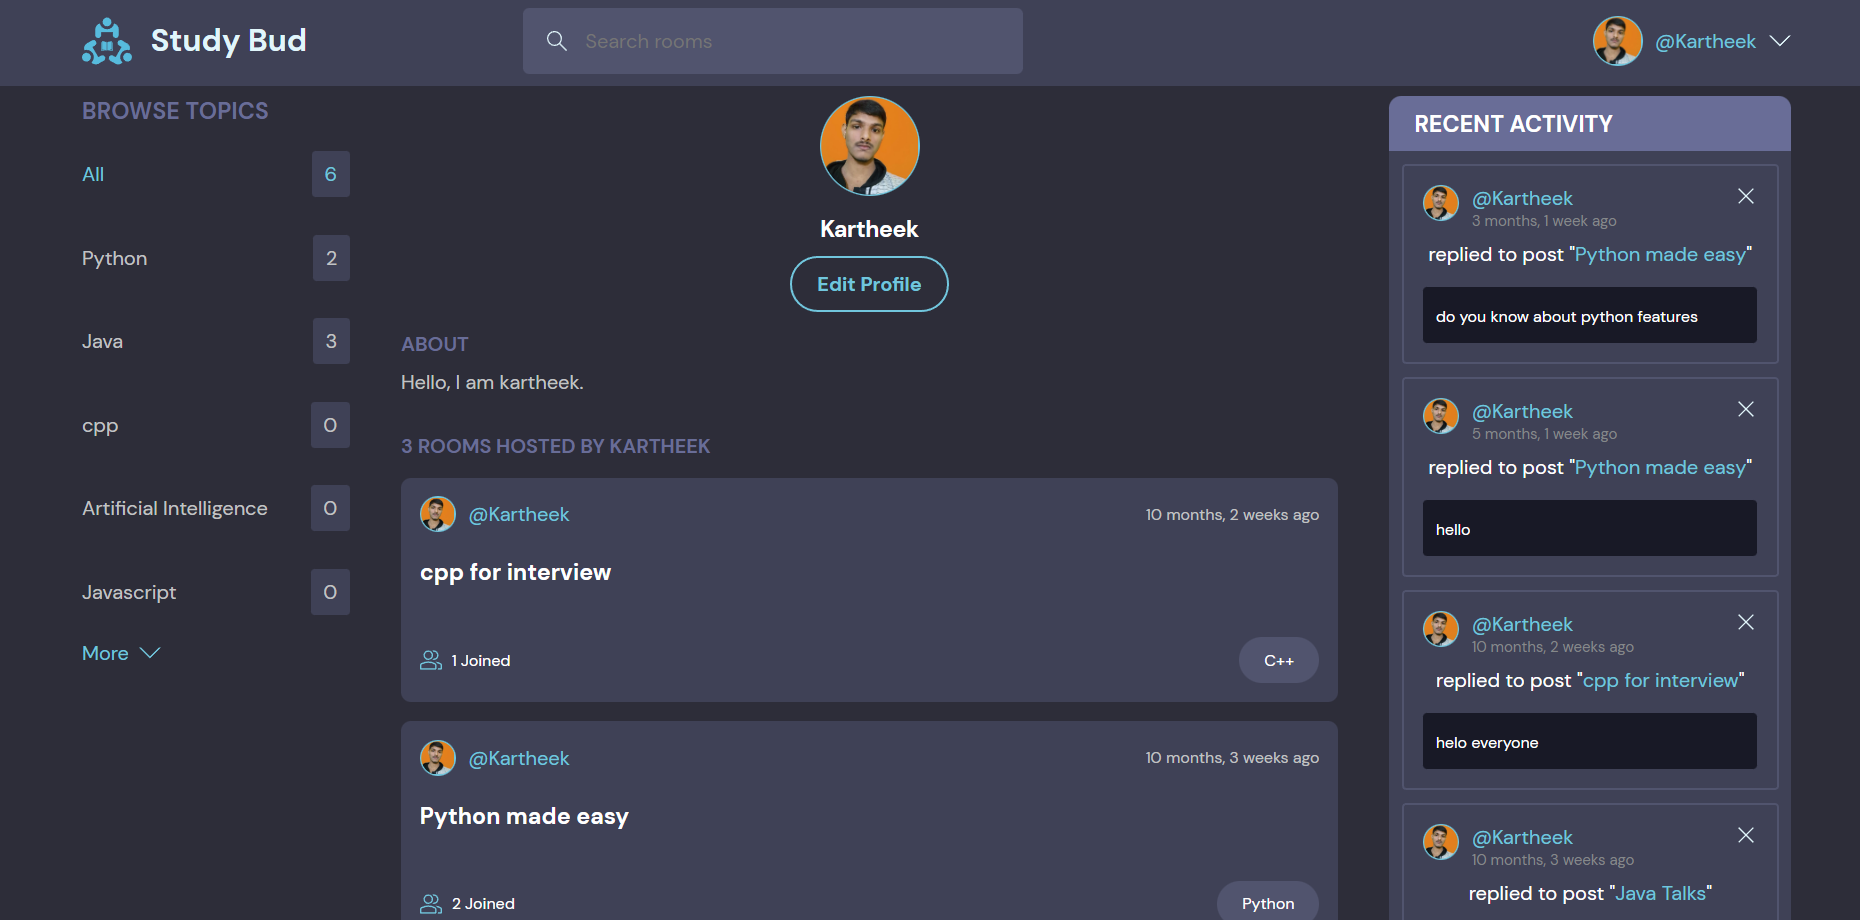 Study Bud
Search rooms
@Kartheek
BROWSE TOPICS
All 6
Python 2
Java 3
cpp 0
Artificial Intelligence 0
Javascript 0
More
Kartheek
Edit Profile
ABOUT
Hello, I am kartheek.
3 ROOMS HOSTED BY KARTHEEK
@Kartheek 10 months, 2 weeks ago
cpp for interview
1 Joined C++
@Kartheek 10 months, 3 weeks ago
Python made easy
2 Joined Python
RECENT ACTIVITY
@Kartheek
3 months, 1 week ago
replied to post "Python made easy"
do you know about python features
@Kartheek
5 months, 1 week ago
replied to post "Python made easy"
hello
@Kartheek
10 months, 2 weeks ago
replied to post "cpp for interview"
helo everyone
@Kartheek
10 months, 3 weeks ago
replied to post "Java Talks"